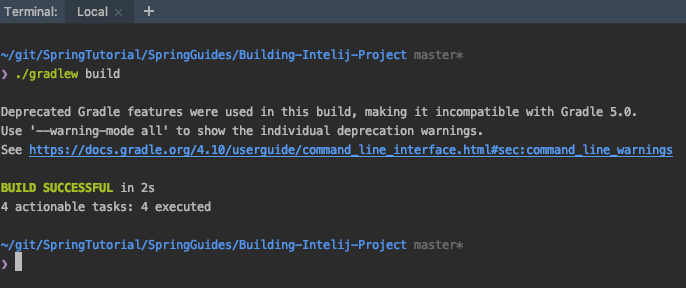 Terminal: Local × +
~/git/SpringTutorial/SpringGuides/Building-Intelij-Project master*
❯ ./gradlew build
Deprecated Gradle features were used in this build, making it incompatible with Gradle 5.0.
Use '--warning-mode all' to show the individual deprecation warnings.
See https://docs.gradle.org/4.10/userguide/command_line_interface.html#sec:command_line_warnings
BUILD SUCCESSFUL in 2s
4 actionable tasks: 4 executed
~/git/SpringTutorial/SpringGuides/Building-Intelij-Project master*
❯